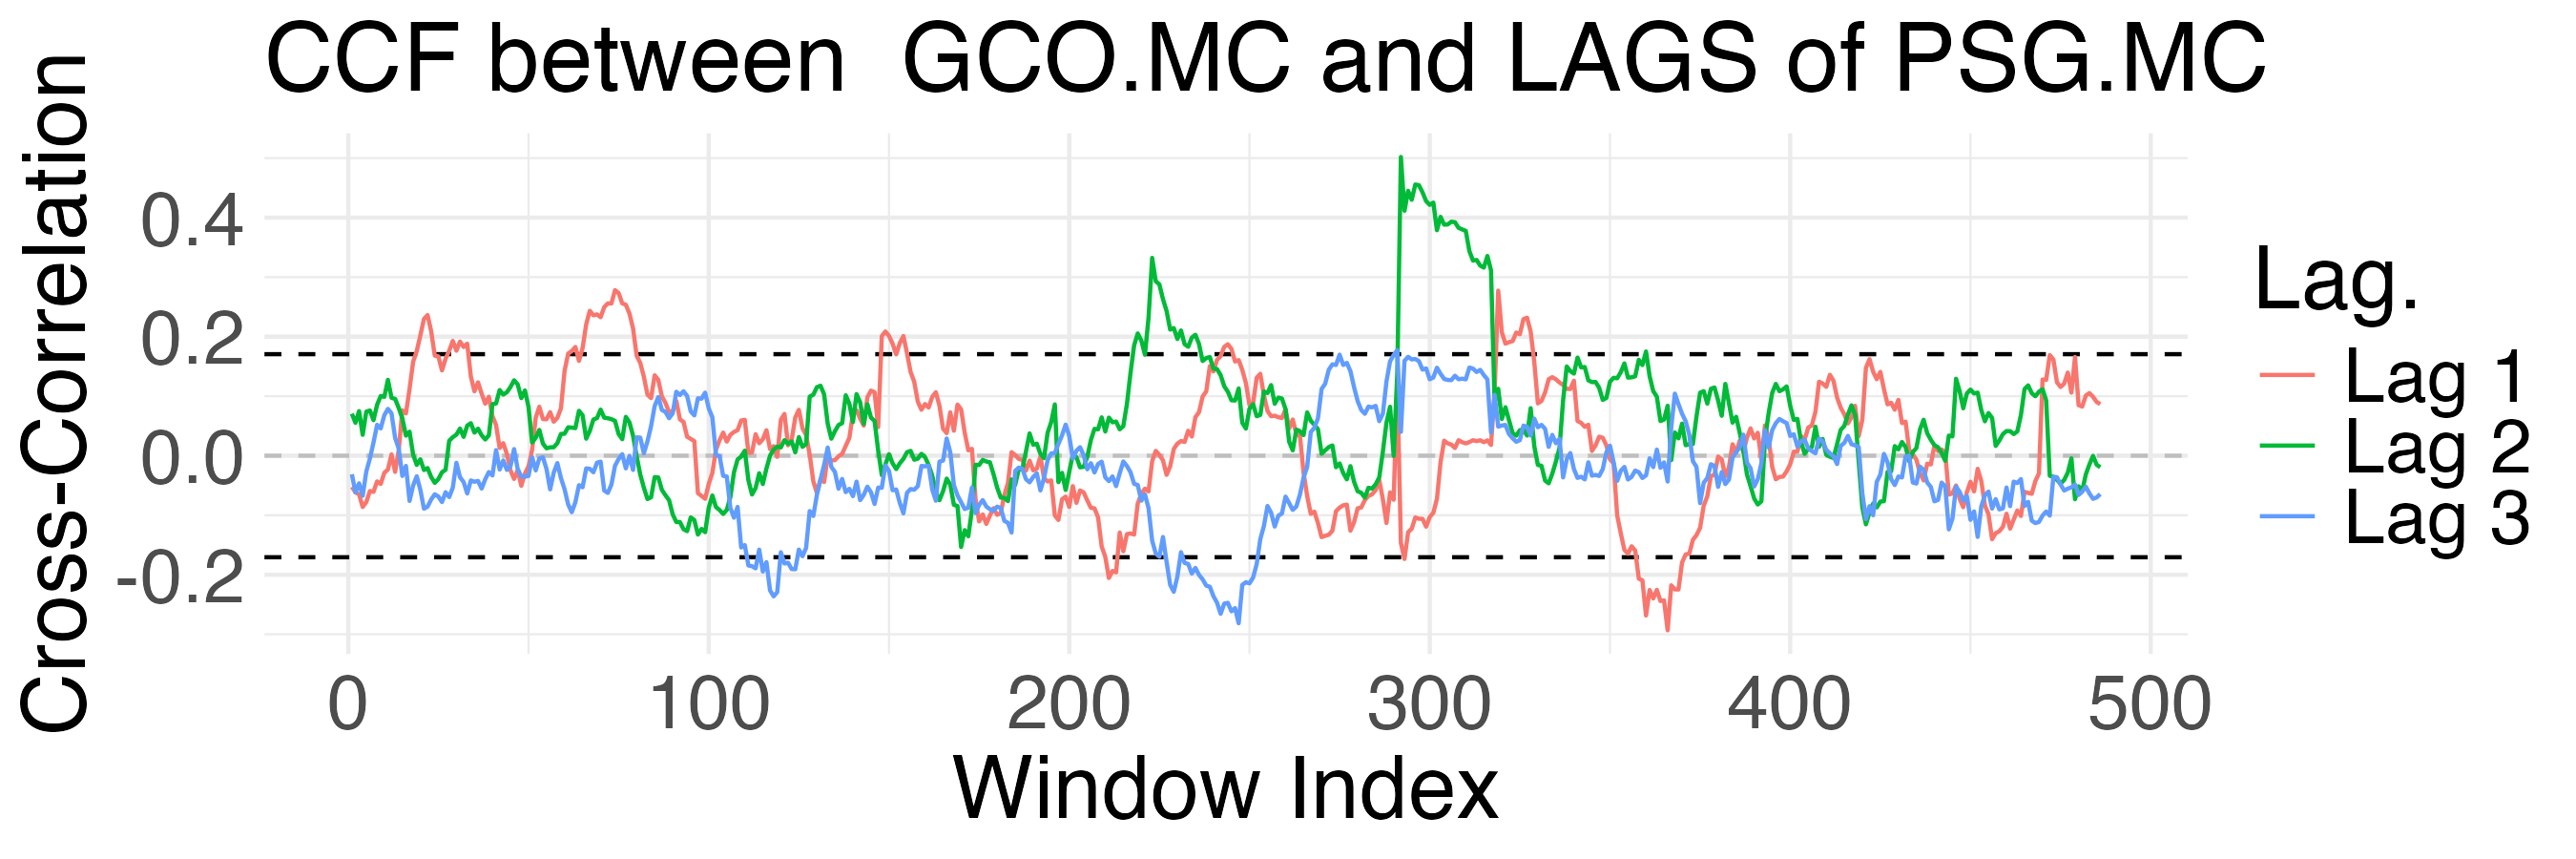 CCF between  GCO.MC and LAGS of PSG.MC
Cross-Correlation
0.4
0.2
0.0
-0.2
0
100
200
300
400
500
Window Index
Lag.
Lag 1
Lag 2
Lag 3